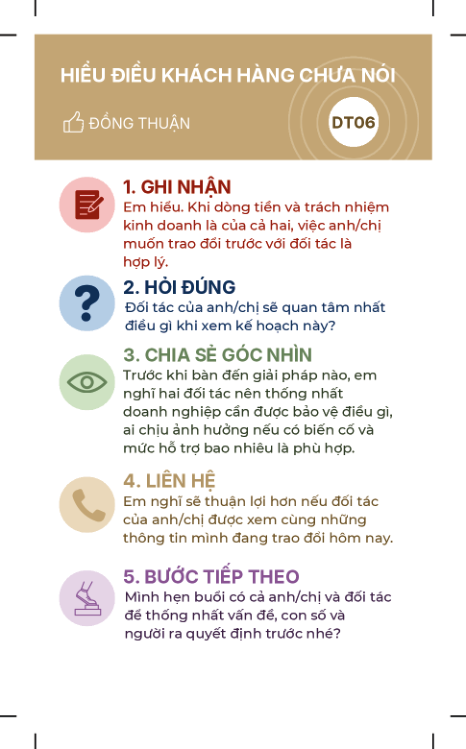 HIỂU ĐIỀU KHÁCH HÀNG CHƯA NÓI
ĐỒNG THUẬN
DT06
1. GHI NHẬN
Em hiểu. Khi dòng tiền và trách nhiệm
kinh doanh là của cả hai, việc anh/chị
muốn trao đổi trước với đối tác là
hợp lý.
2. HỎI ĐÚNG
Đối tác của anh/chị sẽ quan tâm nhất
điều gì khi xem kế hoạch này?
3. CHIA SẺ GÓC NHÌN
Trước khi bàn đến giải pháp nào, em
nghĩ hai đối tác nên thống nhất
doanh nghiệp cần được bảo vệ điều gì,
ai chịu ảnh hưởng nếu có biến cố và
mức hỗ trợ bao nhiêu là phù hợp.
4. LIÊN HỆ
Em nghĩ sẽ thuận lợi hơn nếu đối tác
của anh/chị được xem cùng những
thông tin mình đang trao đổi hôm nay.
5. BƯỚC TIẾP THEO
Mình hẹn buổi có cả anh/chị và đối tác
để thống nhất vấn đề, con số và
người ra quyết định trước nhé?